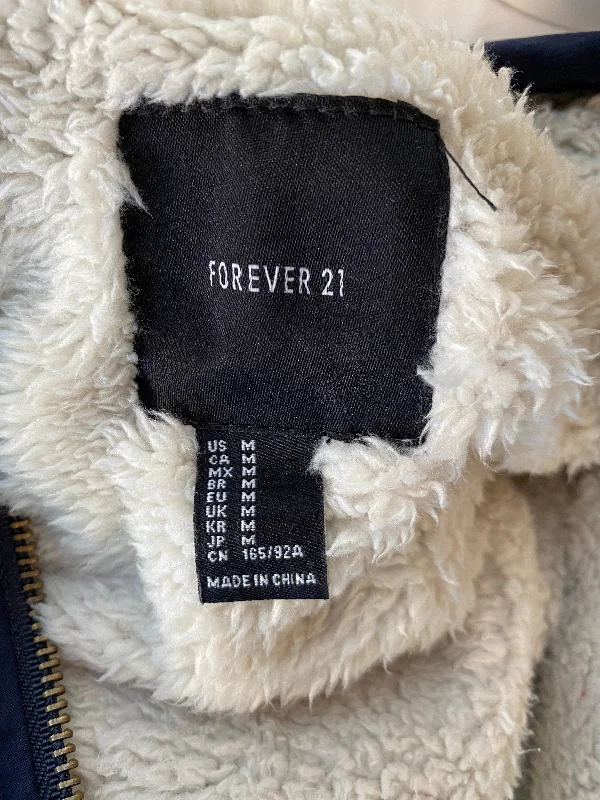 FOREVER 21
US M
CA M
MX M
BR M
EU M
UK M
KR M
JP M
CN 165/92A
MADE IN CHINA